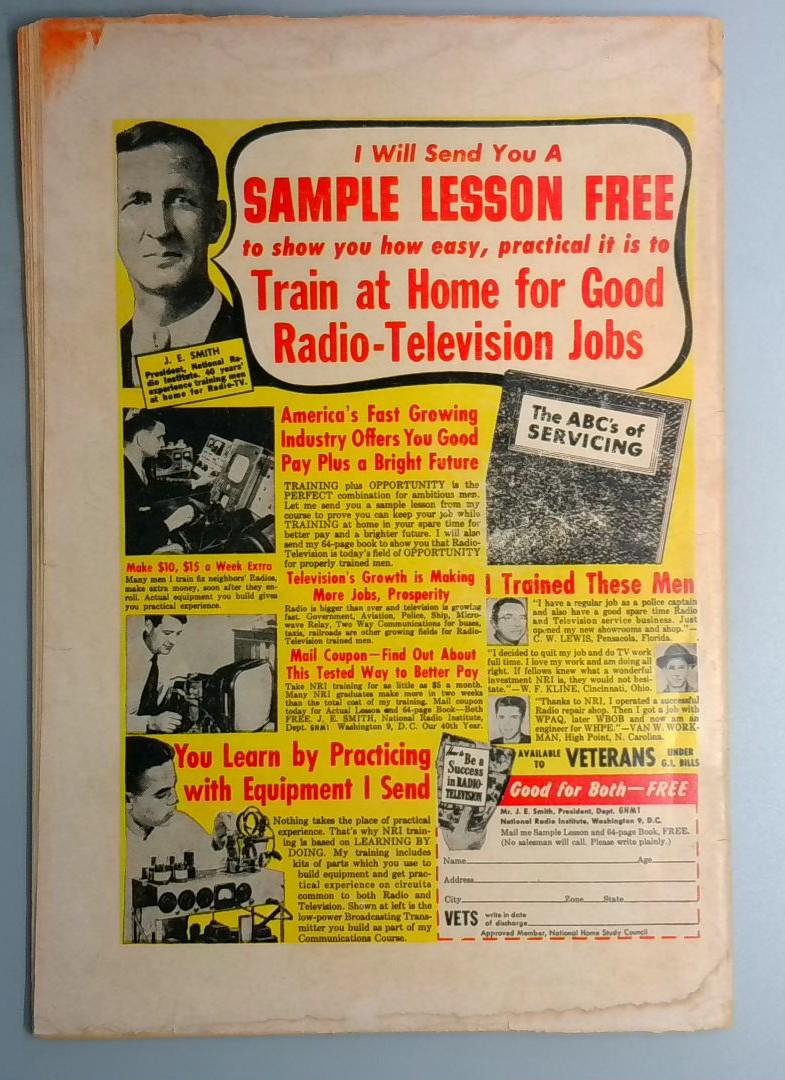 I Will Send You A
SAMPLE LESSON FREE
to show you how easy, practical it is to
Train at Home for Good
Radio-Television Jobs
J. E. SMITH
President, National Ra-
dio Institute. 40 years'
experience training men
at home for Radio-TV.
The ABC's of
SERVICING
America's Fast Growing
Industry Offers You Good
Pay Plus a Bright Future
TRAINING plus OPPORTUNITY is the
PERFECT combination for ambitious men.
Let me send you a sample lesson from my
course to prove you can keep your job while
TRAINING at home in your spare time for
better pay and a brighter future. I will also
send my 64-page book to show you that Radio-
Television is today's field of OPPORTUNITY
for properly trained men.
Make $10, $15 a Week Extra
Many men I train fix neighbors' Radios,
make extra money, soon after they en-
roll. Actual equipment you build gives
you practical experience.
Television's Growth is Making
More Jobs, Prosperity
Radio is bigger than ever and television is growing
fast. Government, Aviation, Police, Ship, Micro-
wave Relay, Two Way Communications for buses,
taxis, railroads are other growing fields for Radio-
Television trained men.
Mail Coupon—Find Out About
This Tested Way to Better Pay
Take NRI training for as little as $5 a month.
Many NRI graduates make more in two weeks
than the total cost of my training. Mail coupon
today for Actual Lesson and 64-page Book—Both
FREE. J. E. SMITH, National Radio Institute,
Dept. 6HM1 Washington 9, D. C. Our 40th Year.
I Trained These Men
"I have a regular job as a police captain
and also have a good spare time Radio
and Television service business. Just
opened my new showrooms and shop."—
C. W. LEWIS, Pensacola, Florida.
"I decided to quit my job and do TV work
full time. I love my work and am doing all
right. If fellows knew what a wonderful
investment NRI is, they would not hesi-
tate."—W. F. KLINE, Cincinnati, Ohio.
"Thanks to NRI, I operated a successful
Radio repair shop. Then I got a job with
WPAQ, later WBOB and now am an
engineer for WHPE."—VAN W. WORK-
MAN, High Point, N. Carolina.
AVAILABLE
TO VETERANS UNDER
G.I. BILLS
You Learn by Practicing
with Equipment I Send
Nothing takes the place of practical
experience. That's why NRI train-
ing is based on LEARNING BY
DOING. My training includes
kits of parts which you use to
build equipment and get prac-
tical experience on circuits
common to both Radio and
Television. Shown at left is the
low-power Broadcasting Trans-
mitter you build as part of my
Communications Course.
How to
Be a
Success
in RADIO-
TELEVISION
Good for Both—FREE
Mr. J. E. Smith, President, Dept. 6HM1
National Radio Institute, Washington 9, D.C.
Mail me Sample Lesson and 64-page Book, FREE.
(No salesman will call. Please write plainly.)
Name Age
Address
City Zone State
VETS write in date
of discharge
Approved Member, National Home Study Council